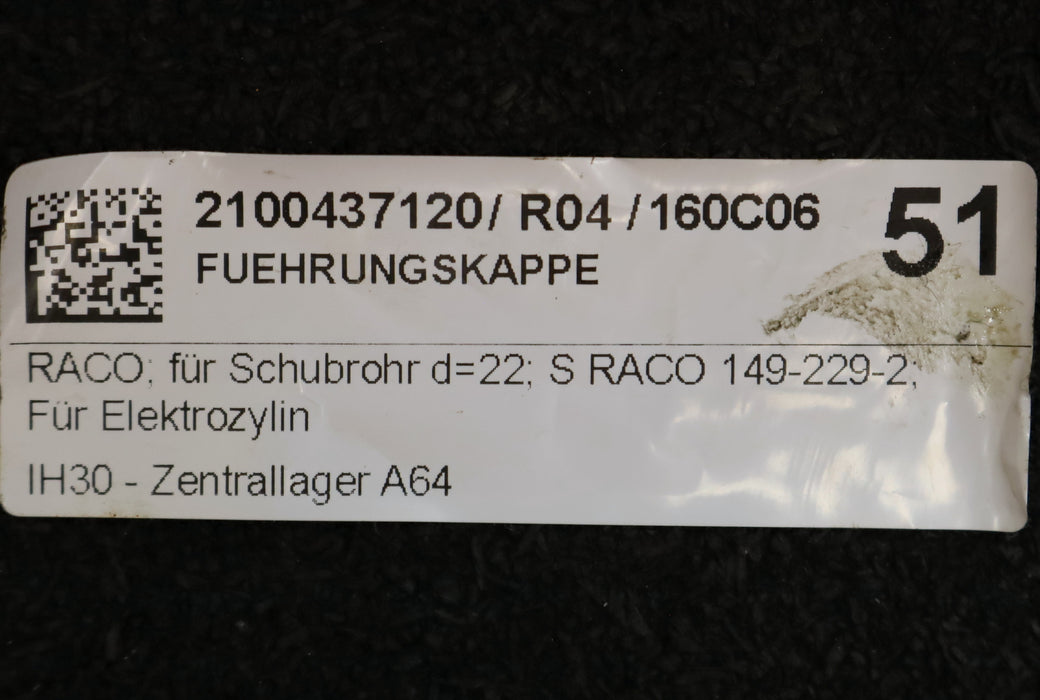 2100437120/ R04 /160C06
51
FUEHRUNGSKAPPE
RACO; für Schubrohr d=22; S RACO 149-229-2;
Für Elektrozylin
IH30 - Zentrallager A64